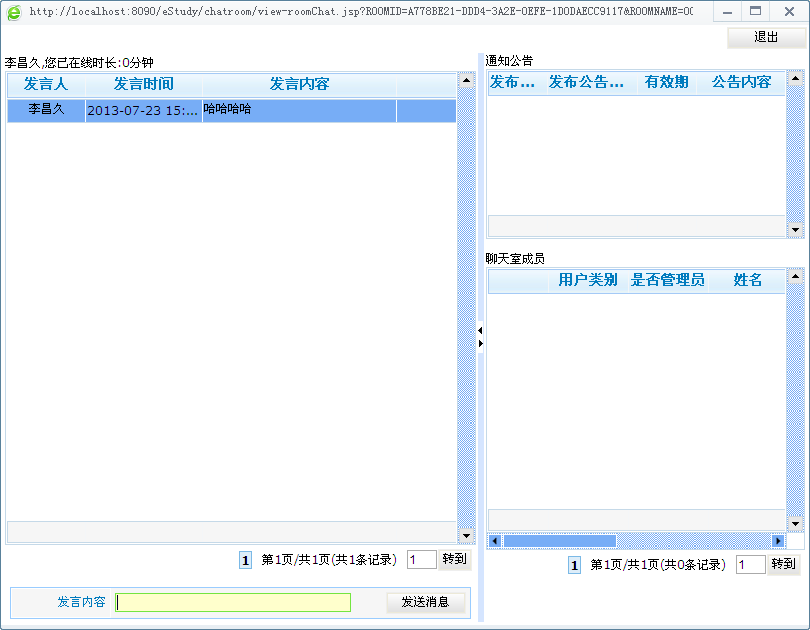 http://localhost:8090/eStudy/chatroom/view-roomChat.jsp?ROOMID=A778BE21-DDD4-3A2E-0EFE-1D0DAECC9117&ROOMNAME=00
退出
李昌久,您已在线时长:0分钟
发言人 发言时间 发言内容
李昌久 2013-07-23 15:... 哈哈哈哈
1 第1页/共1页(共1条记录) 1 转到
发言内容 发送消息
通知公告
发布... 发布公告... 有效期 公告内容
聊天室成员
用户类别 是否管理员 姓名
1 第1页/共1页(共0条记录) 1 转到